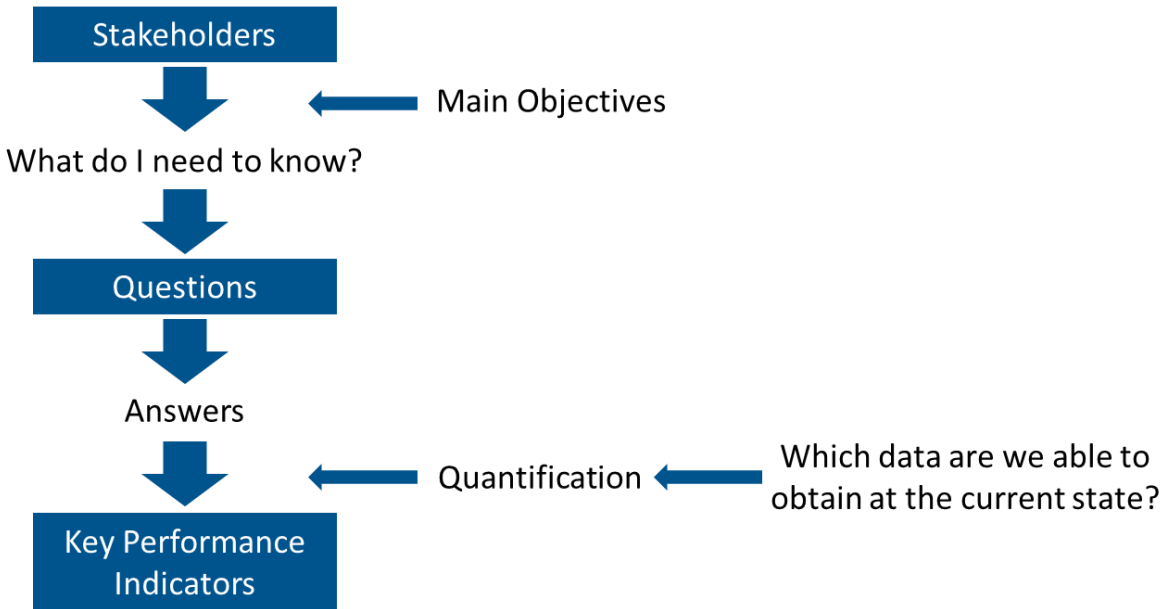 Stakeholders
Main Objectives
What do I need to know?
Questions
Answers
Quantification
Which data are we able to
obtain at the current state?
Key Performance
Indicators